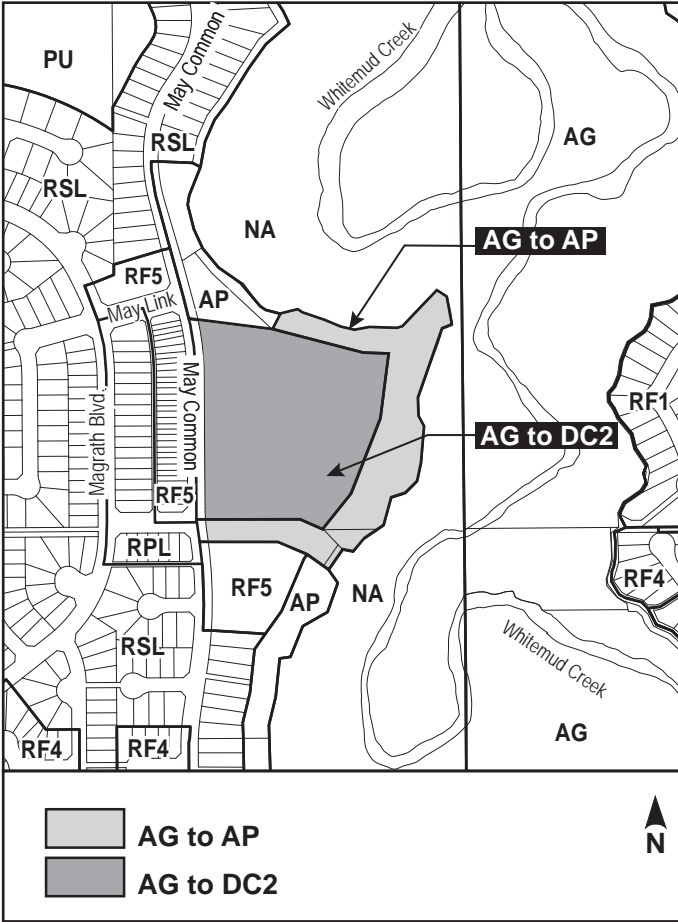 PU
May Common
Whitemud Creek
RSL
AG
RSL
NA
AG to AP
RF5
AP
May Link
Magrath Blvd.
May Common
RF1
AG to DC2
RF5
RPL
RF5
AP
NA
RF4
RSL
Whitemud Creek
RF4
RF4
AG
AG to AP
AG to DC2
N